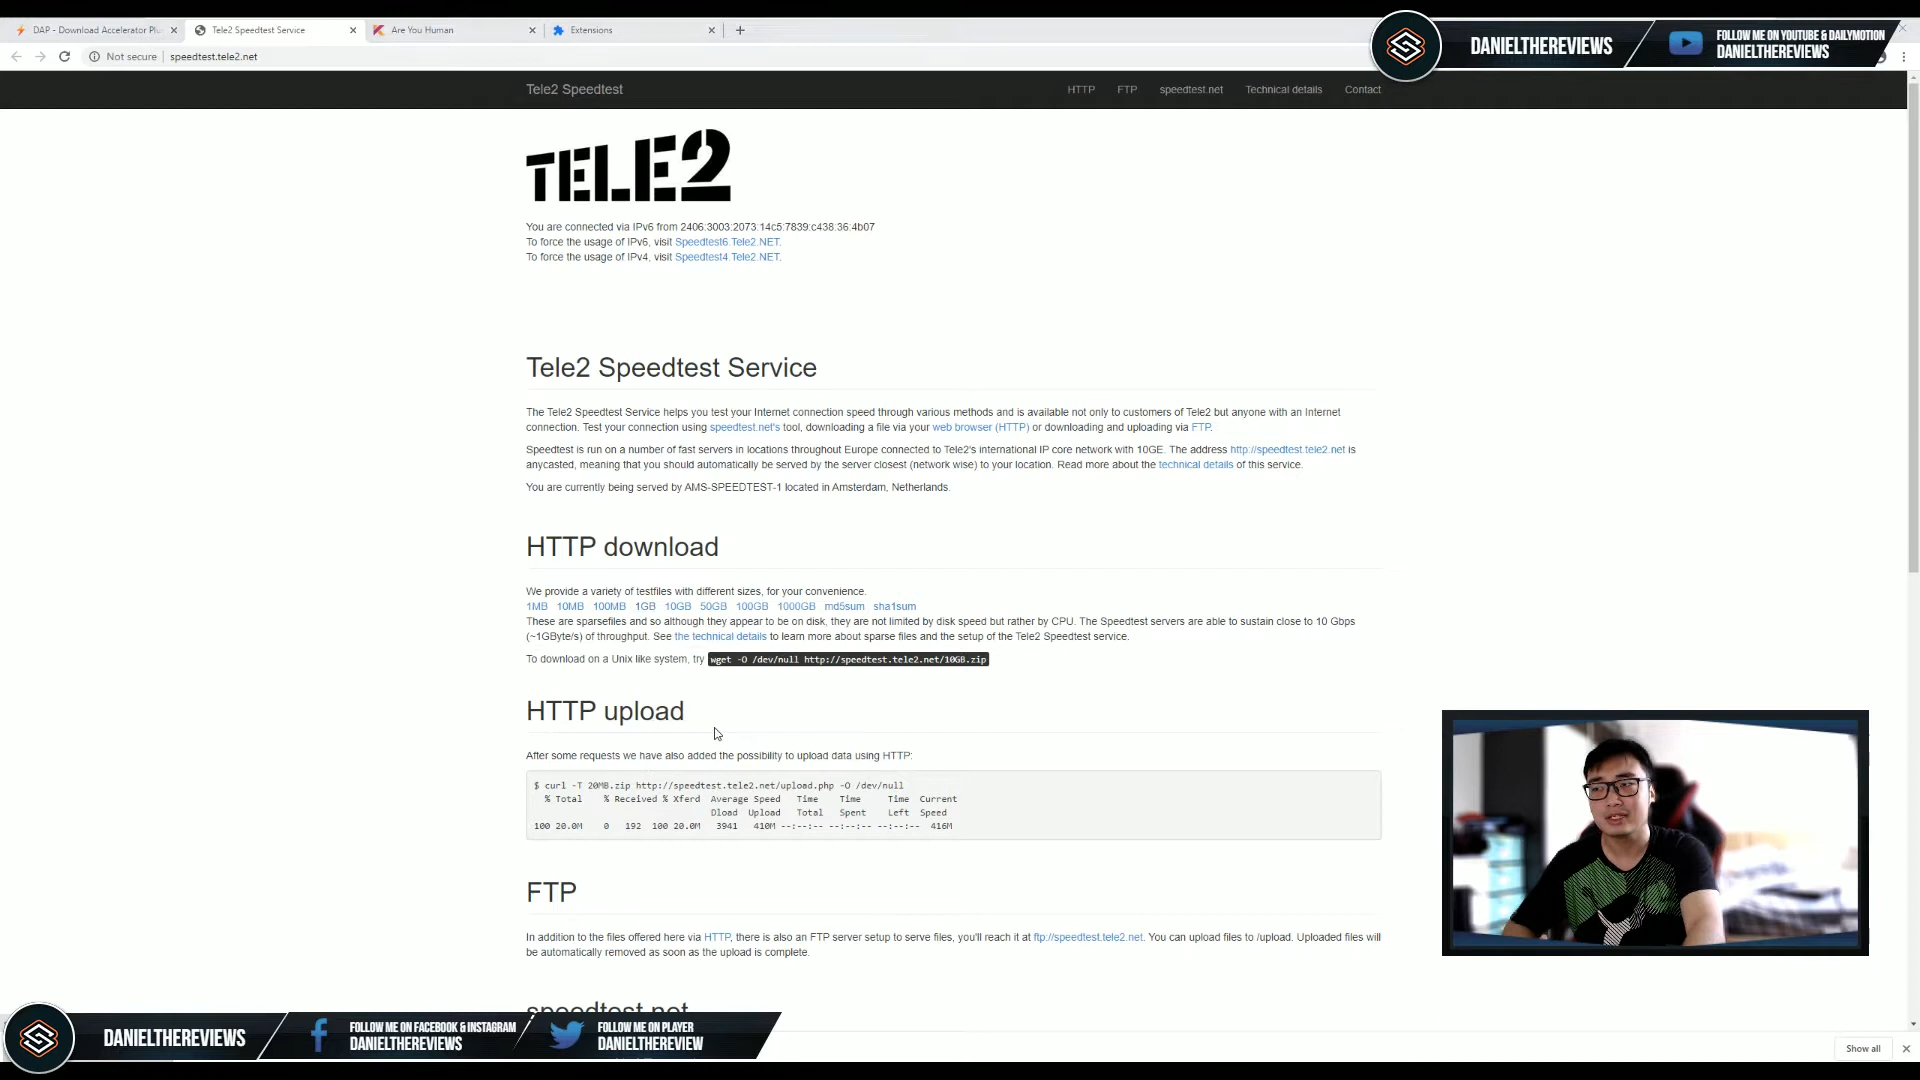 DAP - Download Accelerator Plu
Tele2 Speedtest Service
Are You Human
Extensions
Not secure
speedtest.tele2.net
DANIELTHEREVIEWS
FOLLOW ME ON YOUTUBE & DAILYMOTION
DANIELTHEREVIEWS
Tele2 Speedtest
HTTP FTP speedtest.net Technical details Contact
TELE2
You are connected via IPv6 from 2406:3003:2073:14c5:7839:c438:36:4b07
To force the usage of IPv6, visit Speedtest6.Tele2.NET.
To force the usage of IPv4, visit Speedtest4.Tele2.NET.
Tele2 Speedtest Service
The Tele2 Speedtest Service helps you test your Internet connection speed through various methods and is available not only to customers of Tele2 but anyone with an Internet
connection. Test your connection using speedtest.net's tool, downloading a file via your web browser (HTTP) or downloading and uploading via FTP.
Speedtest is run on a number of fast servers in locations throughout Europe connected to Tele2's international IP core network with 10GE. The address http://speedtest.tele2.net is
anycasted, meaning that you should automatically be served by the server closest (network wise) to your location. Read more about the technical details of this service.
You are currently being served by AMS-SPEEDTEST-1 located in Amsterdam, Netherlands.
HTTP download
We provide a variety of testfiles with different sizes, for your convenience.
1MB 10MB 100MB 1GB 10GB 50GB 100GB 1000GB md5sum sha1sum
These are sparsefiles and so although they appear to be on disk, they are not limited by disk speed but rather by CPU. The Speedtest servers are able to sustain close to 10 Gbps
(~1GByte/s) of throughput. See the technical details to learn more about sparse files and the setup of the Tele2 Speedtest service.
To download on a Unix like system, try wget -O /dev/null http://speedtest.tele2.net/10GB.zip
HTTP upload
After some requests we have also added the possibility to upload data using HTTP:
$ curl -T 20MB.zip http://speedtest.tele2.net/upload.php -O /dev/null
% Total % Received % Xferd Average Speed Time Time Time Current
Dload Upload Total Spent Left Speed
100 20.0M 0 192 100 20.0M 3941 410M --:--:-- --:--:-- --:--:-- 416M
FTP
In addition to the files offered here via HTTP, there is also an FTP server setup to serve files, you'll reach it at ftp://speedtest.tele2.net. You can upload files to /upload. Uploaded files will
be automatically removed as soon as the upload is complete.
speedtest.net
DANIELTHEREVIEWS
FOLLOW ME ON FACEBOOK & INSTAGRAM
DANIELTHEREVIEWS
FOLLOW ME ON PLAYER
DANIELTHEREVIEW
Show all